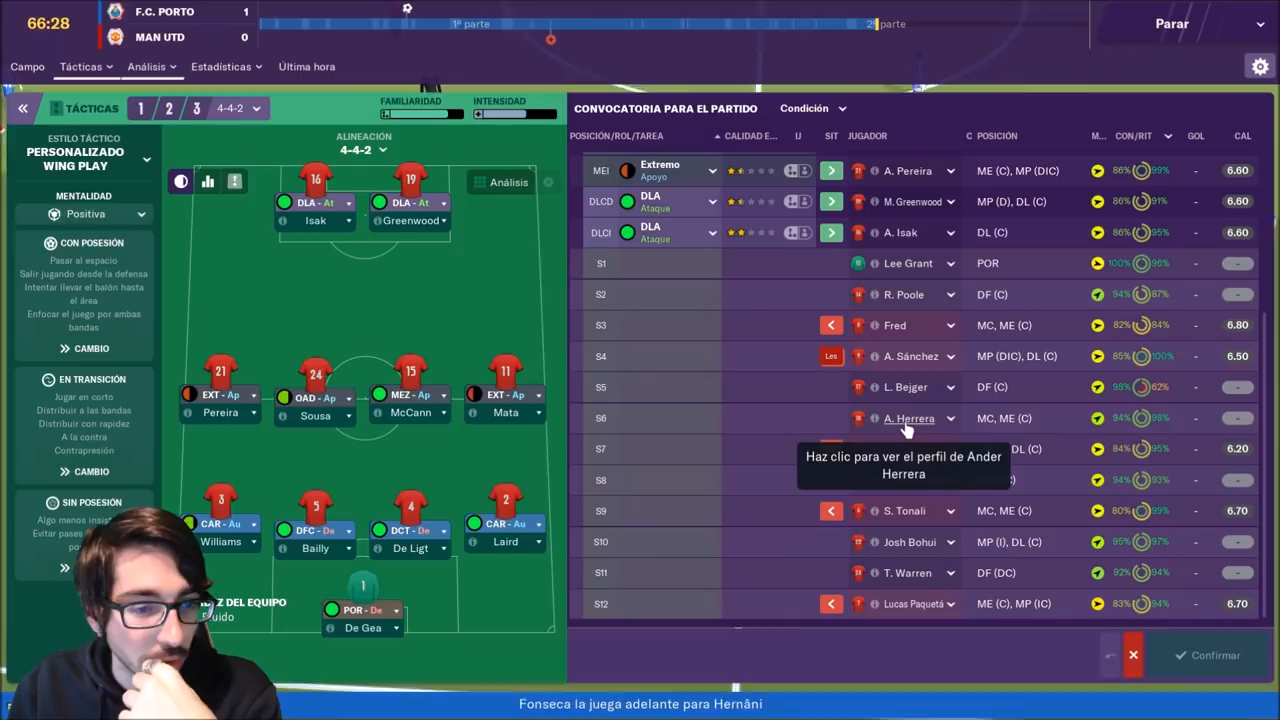 66:28
F.C. PORTO 1
MAN UTD 0
1ª parte
2ª parte
Parar
Campo Tácticas Análisis Estadísticas Última hora
TÁCTICAS 1 2 3 4-4-2
FAMILIARIDAD
INTENSIDAD
ESTILO TÁCTICO
PERSONALIZADO
WING PLAY
MENTALIDAD
Positiva
CON POSESIÓN
Pasar al espacio
Salir jugando desde la defensa
Intentar llevar el balón hasta
el área
Enfocar el juego por ambas
bandas
CAMBIO
EN TRANSICIÓN
Jugar en corto
Distribuir a las bandas
Distribuir con rapidez
A la contra
Contrapresión
CAMBIO
SIN POSESIÓN
Algo menos
Evitar pases
ALINEACIÓN
4-4-2
Análisis
16 19
DLA - At DLA - At
Isak Greenwood
21 24 15 11
EXT - Ap OAD - Ap MEZ - Ap EXT - Ap
Pereira Sousa McCann Mata
3 5 4 2
CAR - Au DFC - De DCT - De CAR - Au
Williams Bailly De Ligt Laird
1
DEL EQUIPO
POR - De
De Gea
CONVOCATORIA PARA EL PARTIDO Condición
POSICIÓN/ROL/TAREA CALIDAD E... IJ SIT JUGADOR C POSICIÓN M... CON/RIT GOL CAL
MEI Extremo A. Pereira ME (C), MP (DIC) 86% 99% - 6.60
Apoyo
DLCD DLA M. Greenwood MP (D), DL (C) 86% 91% - 6.60
Ataque
DLCI DLA A. Isak DL (C) 86% 95% - 6.60
Ataque
S1 Lee Grant POR 100% 96% - -
S2 R. Poole DF (C) 94% 87% - -
S3 Fred MC, ME (C) 82% 84% - 6.80
S4 Les A. Sánchez MP (DIC), DL (C) 85% 100% - 6.50
S5 L. Bejger DF (C) 98% 62% - -
S6 A. Herrera MC, ME (C) 94% 98% - -
S7 DL (C) 84% 95% - 6.20
Haz clic para ver el perfil de Ander
Herrera
S8 94% 93% - -
S9 S. Tonali MC, ME (C) 80% 99% - 6.70
S10 Josh Bohui MP (I), DL (C) 95% 97% - -
S11 T. Warren DF (DC) 92% 94% - -
S12 Lucas Paquetá ME (C), MP (IC) 83% 94% - 6.70
Confirmar
Fonseca la juega adelante para Hernâni